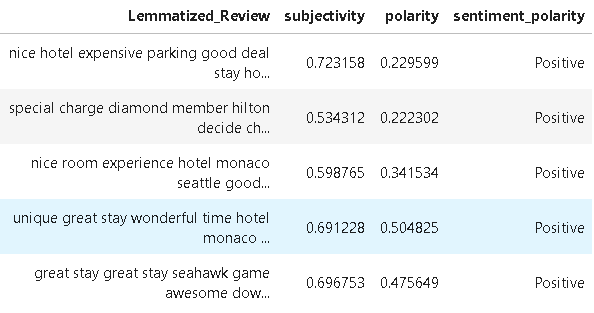 Lemmatized_Review subjectivity polarity sentiment_polarity
nice hotel expensive parking good deal
stay ho... 0.723158 0.229599 Positive
special charge diamond member hilton
decide ch... 0.534312 0.222302 Positive
nice room experience hotel monaco
seattle good... 0.598765 0.341534 Positive
unique great stay wonderful time hotel
monaco ... 0.691228 0.504825 Positive
great stay great stay seahawk game
awesome dow... 0.696753 0.475649 Positive